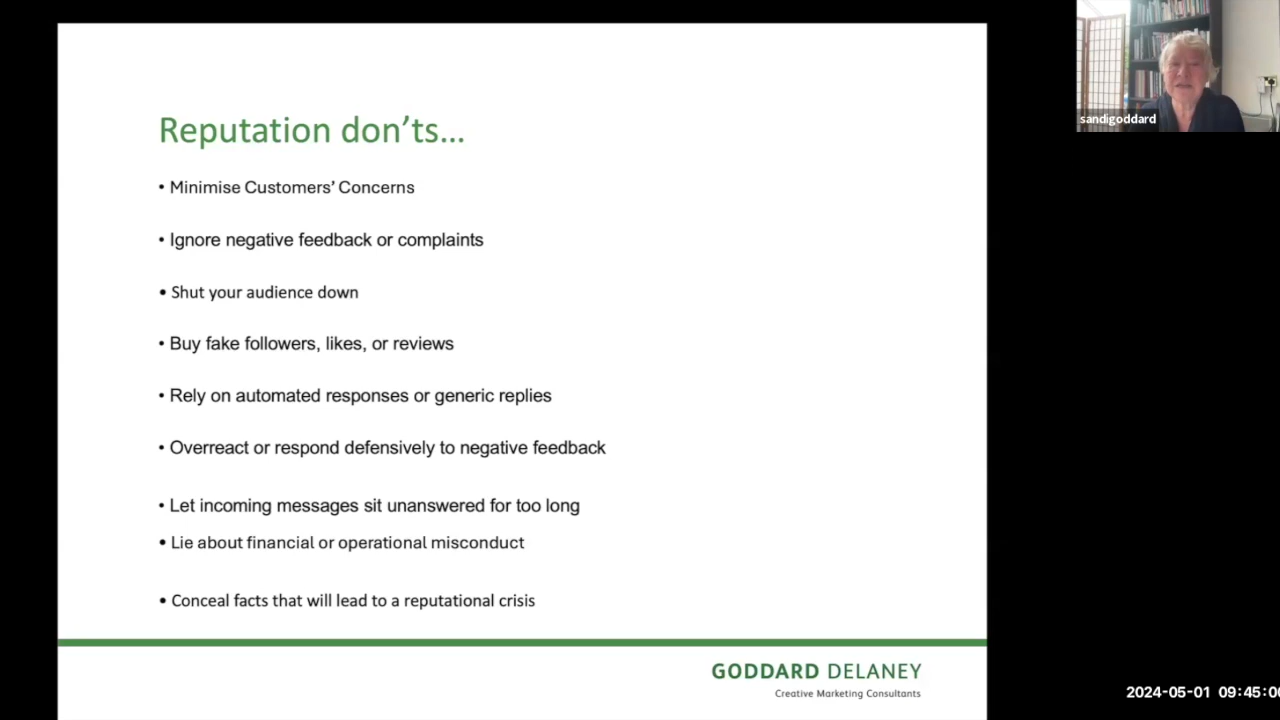 Reputation don’ts...
• Minimise Customers’ Concerns
• Ignore negative feedback or complaints
• Shut your audience down
• Buy fake followers, likes, or reviews
• Rely on automated responses or generic replies
• Overreact or respond defensively to negative feedback
• Let incoming messages sit unanswered for too long
• Lie about financial or operational misconduct
• Conceal facts that will lead to a reputational crisis
GODDARD DELANEY
Creative Marketing Consultants
sandigoddard
2024-05-01 09:45:0